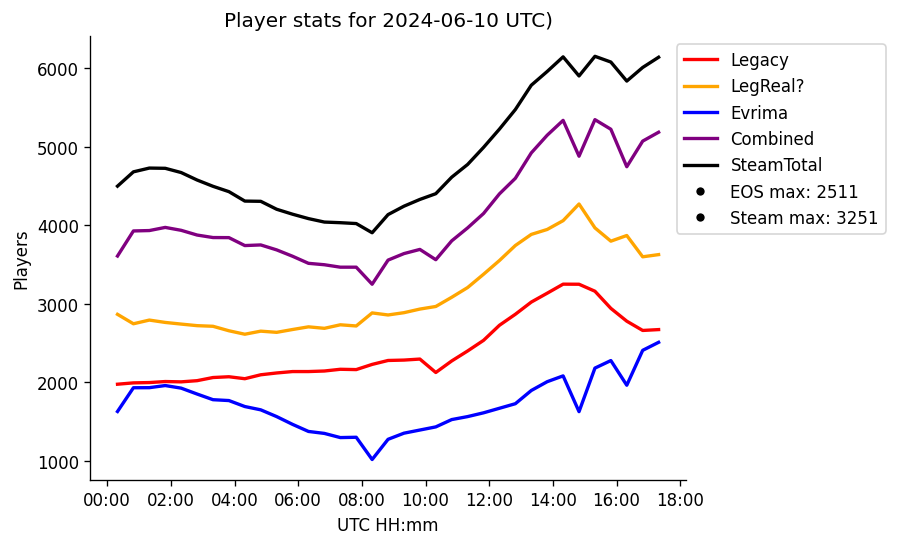 Player stats for 2024-06-10 UTC)
6000
5000
4000
3000
2000
1000
Players
00:00 02:00 04:00 06:00 08:00 10:00 12:00 14:00 16:00 18:00
UTC HH:mm
Legacy
LegReal?
Evrima
Combined
SteamTotal
EOS max: 2511
Steam max: 3251